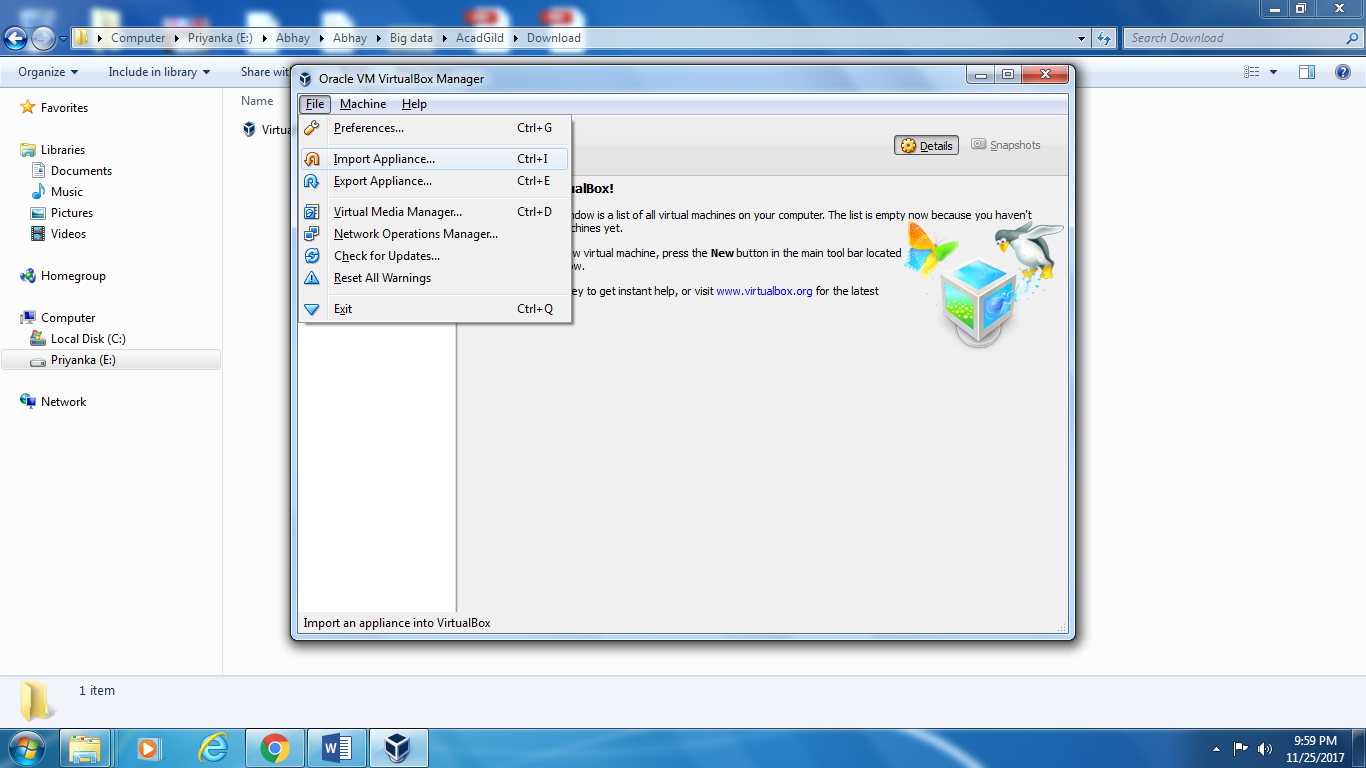 Computer Priyanka (E:) Abhay Abhay Big data AcadGild Download
Search Download
Organize Include in library Share with
Name
Favorites
Libraries
Documents
Music
Pictures
Videos
Homegroup
Computer
Local Disk (C:)
Priyanka (E:)
Network
Oracle VM VirtualBox Manager
File Machine Help
Preferences... Ctrl+G
Import Appliance... Ctrl+I
Export Appliance... Ctrl+E
Virtual Media Manager... Ctrl+D
Network Operations Manager...
Check for Updates...
Reset All Warnings
Exit Ctrl+Q
Details Snapshots
ualBox!
ndow is a list of all virtual machines on your computer. The list is empty now because you haven't
chines yet.
w virtual machine, press the New button in the main tool bar located
ow.
ey to get instant help, or visit www.virtualbox.org for the latest
Import an appliance into VirtualBox
1 item
9:59 PM
11/25/2017